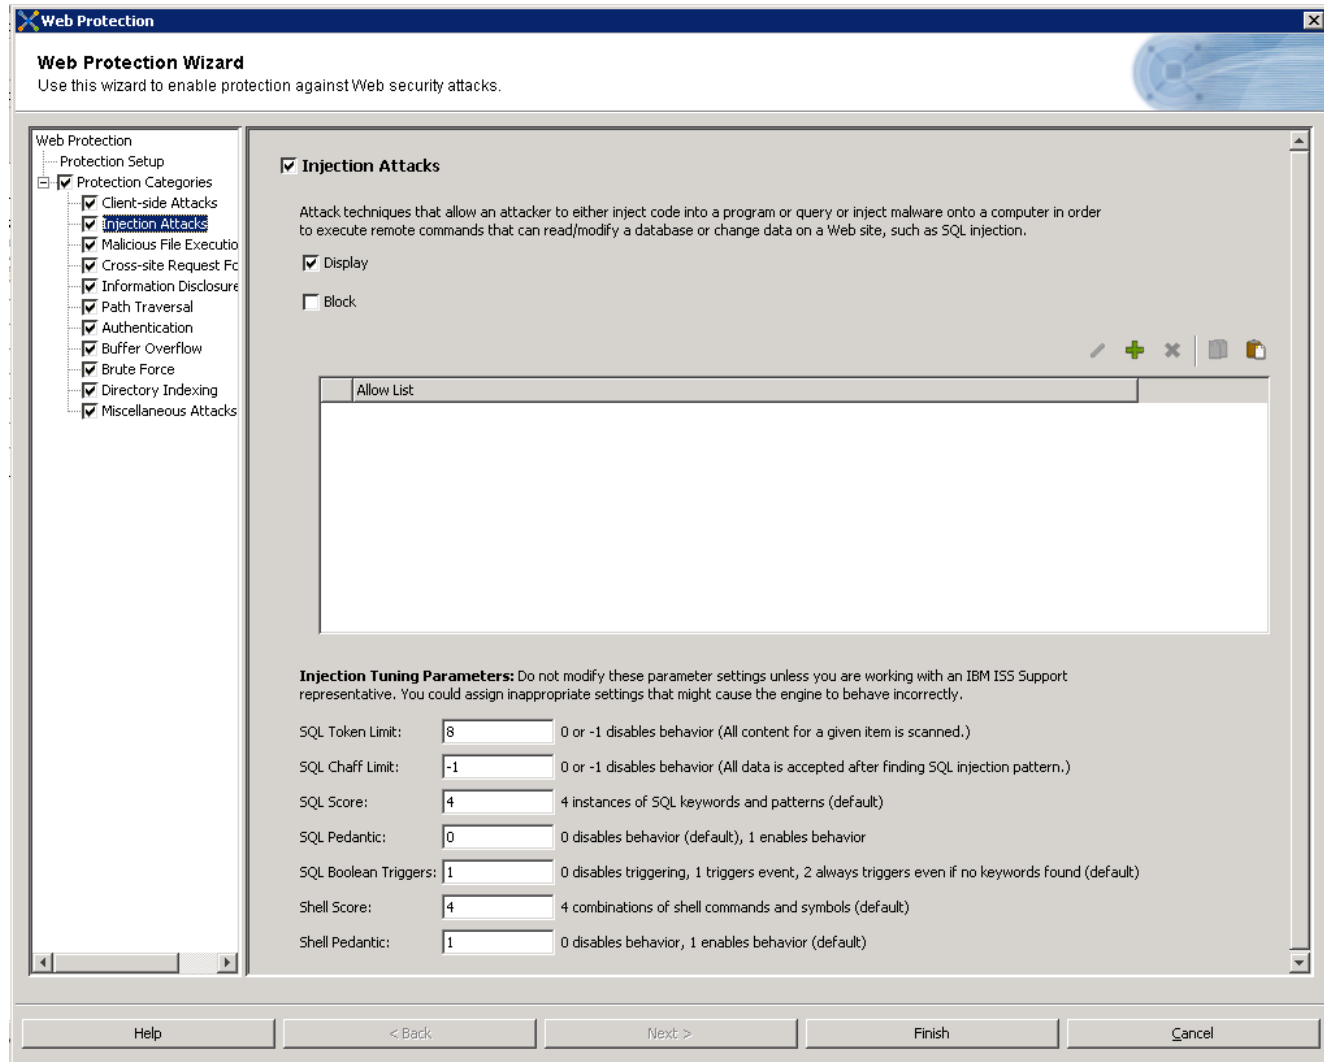 Web Protection
Web Protection Wizard
Use this wizard to enable protection against Web security attacks.
Web Protection
Protection Setup
Protection Categories
Client-side Attacks
Injection Attacks
Malicious File Executio
Cross-site Request Fo
Information Disclosure
Path Traversal
Authentication
Buffer Overflow
Brute Force
Directory Indexing
Miscellaneous Attacks
Injection Attacks
Attack techniques that allow an attacker to either inject code into a program or query or inject malware onto a computer in order
to execute remote commands that can read/modify a database or change data on a Web site, such as SQL injection.
Display
Block
Allow List
Injection Tuning Parameters: Do not modify these parameter settings unless you are working with an IBM ISS Support
representative. You could assign inappropriate settings that might cause the engine to behave incorrectly.
SQL Token Limit: 8 0 or -1 disables behavior (All content for a given item is scanned.)
SQL Chaff Limit: -1 0 or -1 disables behavior (All data is accepted after finding SQL injection pattern.)
SQL Score: 4 4 instances of SQL keywords and patterns (default)
SQL Pedantic: 0 0 disables behavior (default), 1 enables behavior
SQL Boolean Triggers: 1 0 disables triggering, 1 triggers event, 2 always triggers even if no keywords found (default)
Shell Score: 4 4 combinations of shell commands and symbols (default)
Shell Pedantic: 1 0 disables behavior, 1 enables behavior (default)
Help < Back Next > Finish Cancel